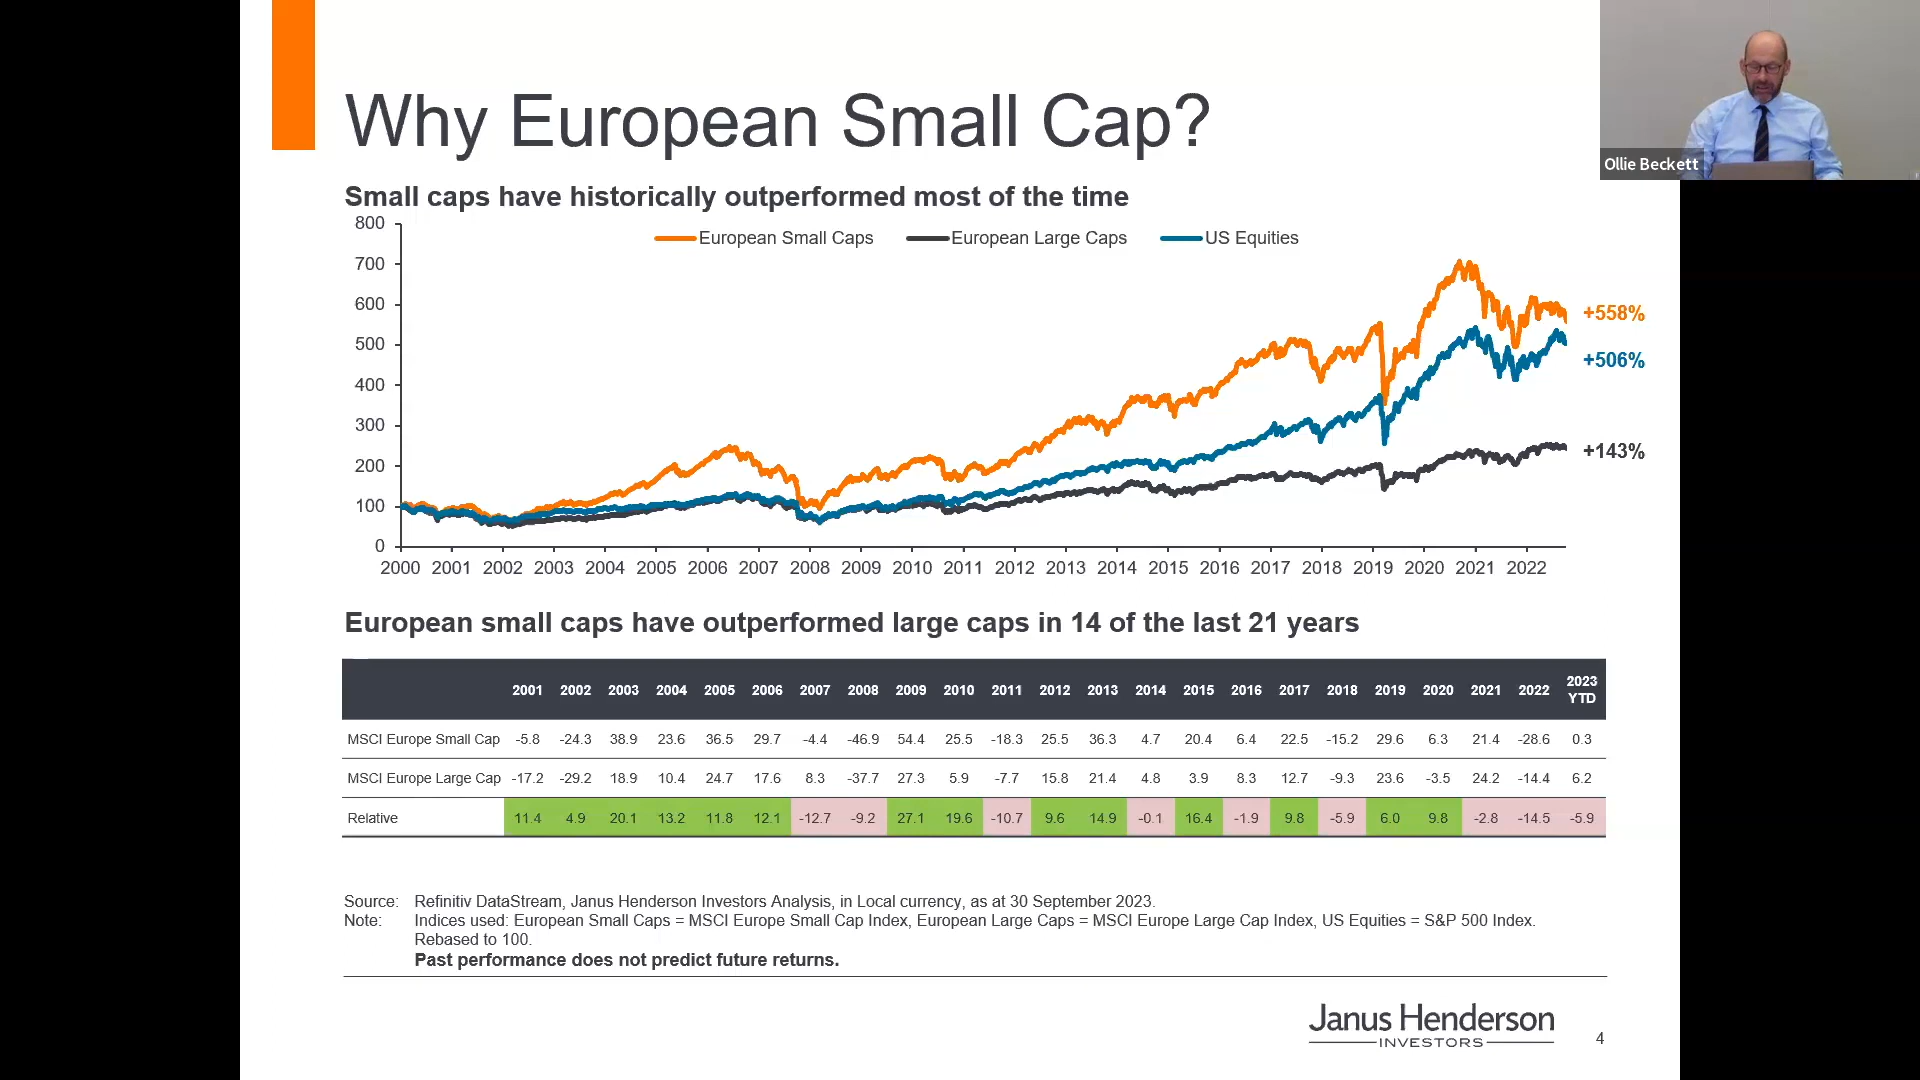 Why European Small Cap?
Ollie Beckett
Small caps have historically outperformed most of the time
European Small Caps European Large Caps US Equities
800
700
600
500
400
300
200
100
0
+558%
+506%
+143%
2000 2001 2002 2003 2004 2005 2006 2007 2008 2009 2010 2011 2012 2013 2014 2015 2016 2017 2018 2019 2020 2021 2022
European small caps have outperformed large caps in 14 of the last 21 years
2001 2002 2003 2004 2005 2006 2007 2008 2009 2010 2011 2012 2013 2014 2015 2016 2017 2018 2019 2020 2021 2022 2023 YTD
MSCI Europe Small Cap -5.8 -24.3 38.9 23.6 36.5 29.7 -4.4 -46.9 54.4 25.5 -18.3 25.5 36.3 4.7 20.4 6.4 22.5 -15.2 29.6 6.3 21.4 -28.6 0.3
MSCI Europe Large Cap -17.2 -29.2 18.9 10.4 24.7 17.6 8.3 -37.7 27.3 5.9 -7.7 15.8 21.4 4.8 3.9 8.3 12.7 -9.3 23.6 -3.5 24.2 -14.4 6.2
Relative 11.4 4.9 20.1 13.2 11.8 12.1 -12.7 -9.2 27.1 19.6 -10.7 9.6 14.9 -0.1 16.4 -1.9 9.8 -5.9 6.0 9.8 -2.8 -14.5 -5.9
Source: Refinitiv DataStream, Janus Henderson Investors Analysis, in Local currency, as at 30 September 2023.
Note: Indices used: European Small Caps = MSCI Europe Small Cap Index, European Large Caps = MSCI Europe Large Cap Index, US Equities = S&P 500 Index.
Rebased to 100.
Past performance does not predict future returns.
Janus Henderson
INVESTORS
4